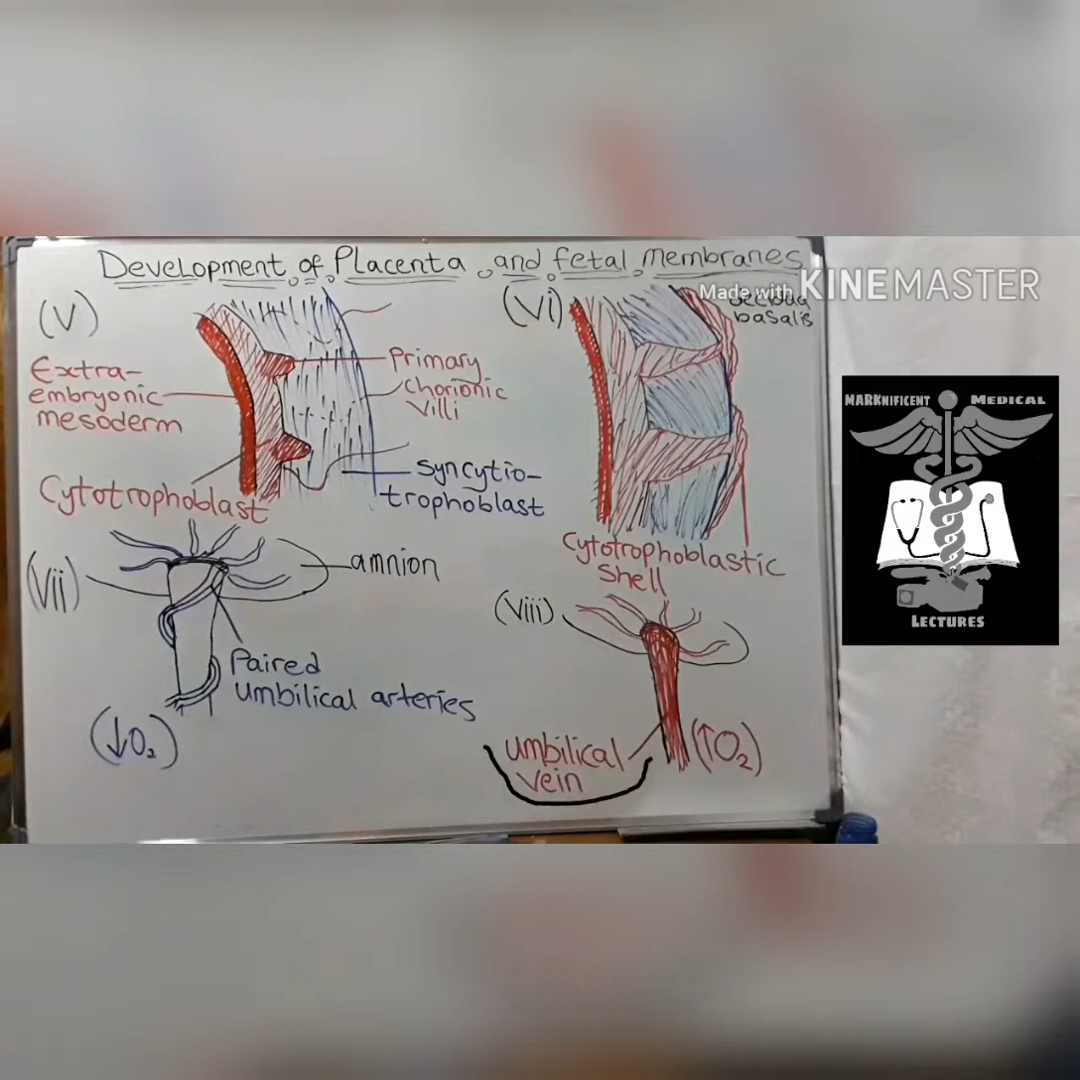 Development of Placenta and fetal Membranes
Made with KINEMASTER
(V)
Extra-
embryonic
mesoderm
Cytotrophoblast
Primary
Chorionic
Villi
Syncytio-
trophoblast
(Vi)
Decidua
basalis
Cytotrophoblastic
Shell
(Vii)
amnion
Paired
umbilical arteries
(↓O₂)
(Viii)
umbilical
vein
(↑O₂)
MARKNIFICENT MEDICAL
LECTURES